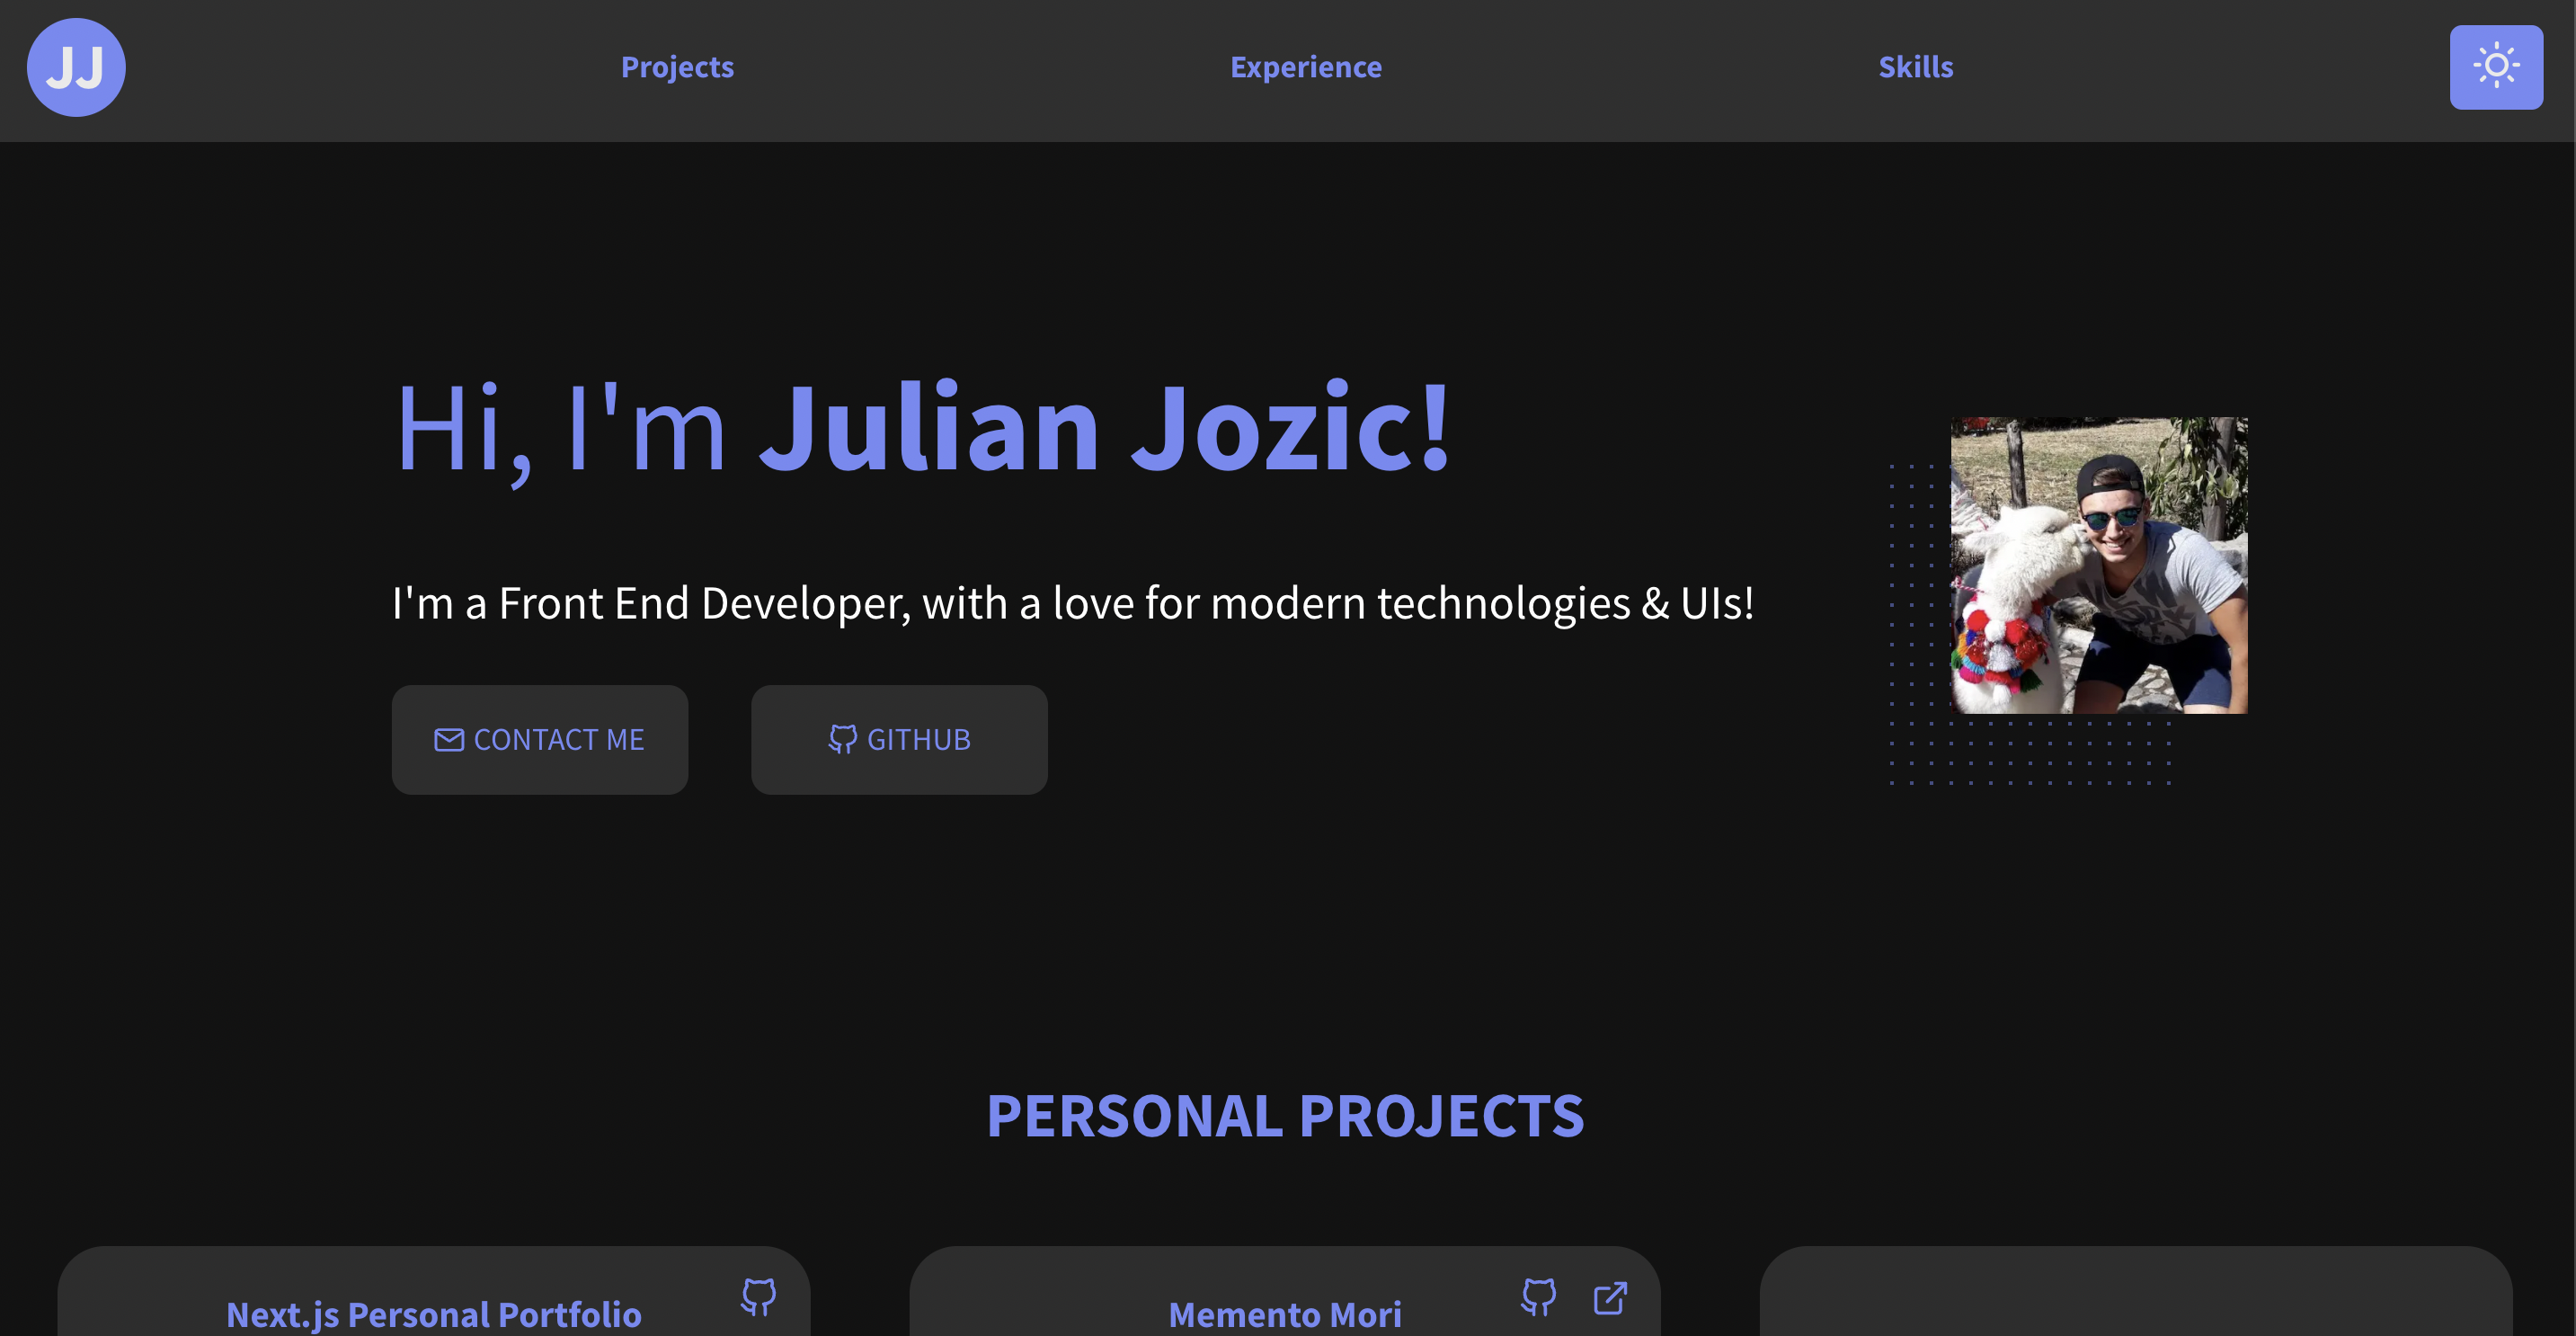 JJ
Projects
Experience
Skills
Hi, I'm Julian Jozic!
I'm a Front End Developer, with a love for modern technologies & UIs!
CONTACT ME
GITHUB
PERSONAL PROJECTS
Next.js Personal Portfolio
Memento Mori